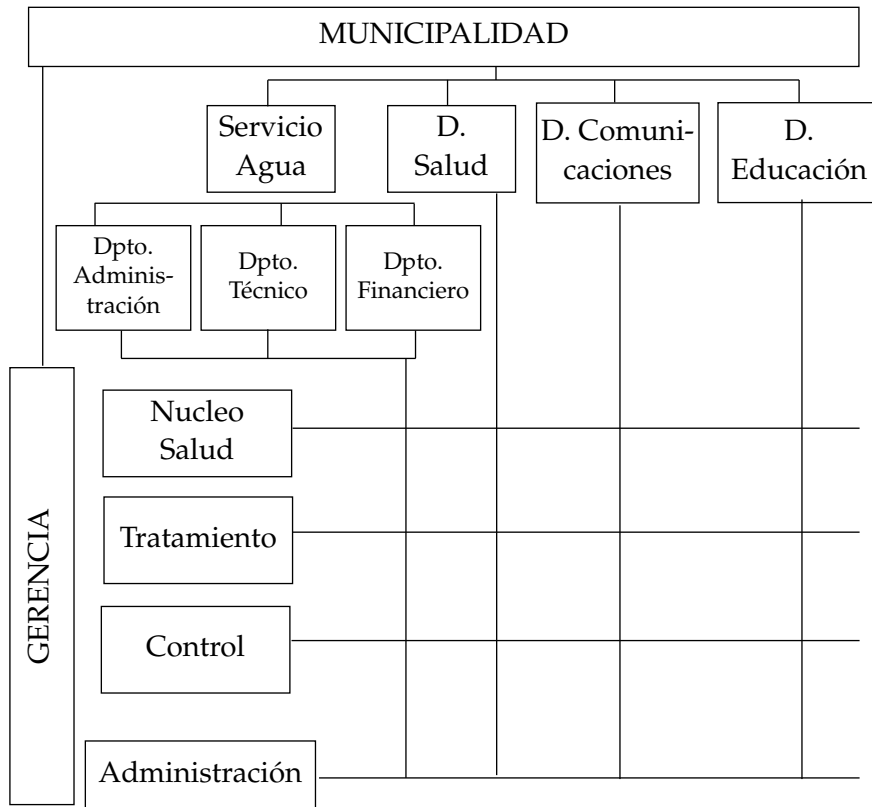 MUNICIPALIDAD
Servicio
Agua
D.
Salud
D. Comuni-
caciones
D.
Educación
Dpto.
Adminis-
tración
Dpto.
Técnico
Dpto.
Financiero
GERENCIA
Nucleo
Salud
Tratamiento
Control
Administración